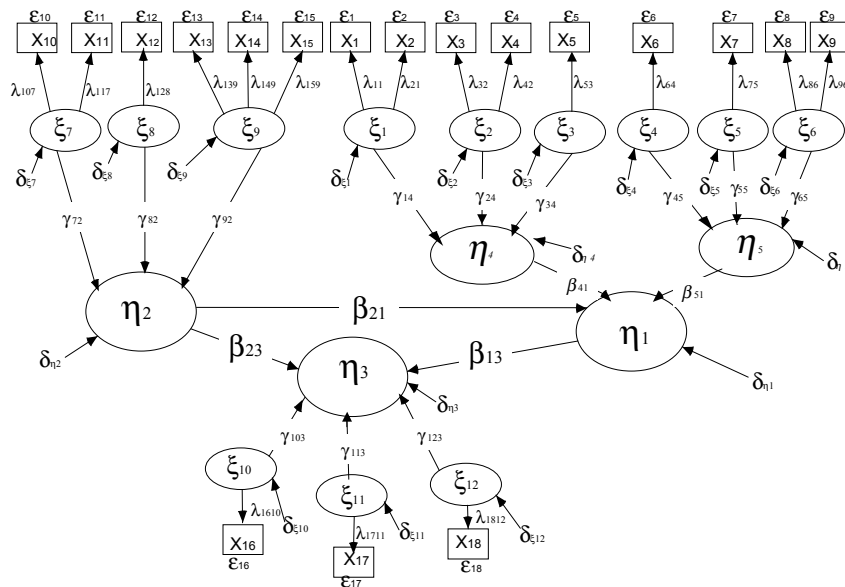 ε10 ε11 ε12 ε13 ε14 ε15 ε1 ε2 ε3 ε4 ε5 ε6 ε7 ε8 ε9
X10 X11 X12 X13 X14 X15 X1 X2 X3 X4 X5 X6 X7 X8 X9
λ107 λ117 λ128 λ139 λ149 λ159 λ11 λ21 λ32 λ42 λ53 λ64 λ75 λ86 λ96
ξ7 ξ8 ξ9 ξ1 ξ2 ξ3 ξ4 ξ5 ξ6
δξ7 δξ8 δξ9 δξ1 δξ2 δξ3 δξ4 δξ5 δξ6
γ72 γ82 γ92 γ14 γ24 γ34 γ45 γ55 γ65
η4 δη4 η5
β41 β51
η2 β21 η1
δη2 β23 η3 β13 δη1
δη3
γ103 γ113 γ123
ξ10 ξ11 ξ12
λ1610 δξ10 λ1711 δξ11 λ1812 δξ12
X16 X17 X18
ε16 ε17 ε18